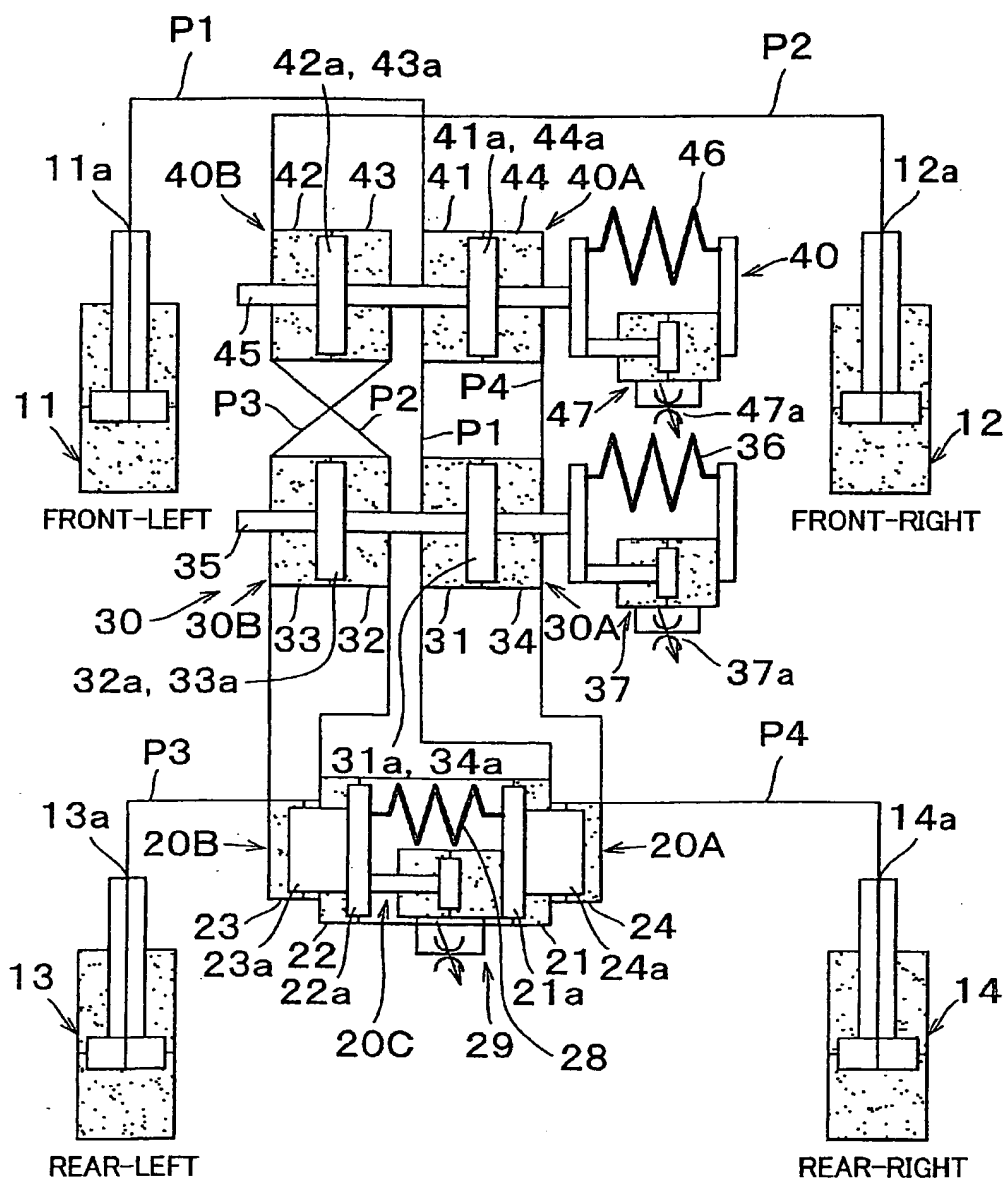 P1
P2
42a, 43a
41a, 44a
46
11a
40B
42
43
41
44
40A
12a
40
45
P4
P3
P2
P1
47
47a
11
12
36
FRONT-LEFT
FRONT-RIGHT
35
30
30B
33
32
31
34
30A
37
37a
32a, 33a
P3
31a, 34a
P4
13a
20B
20A
14a
23
22
21
24
23a
22a
21a
24a
13
14
20C
29
28
REAR-LEFT
REAR-RIGHT